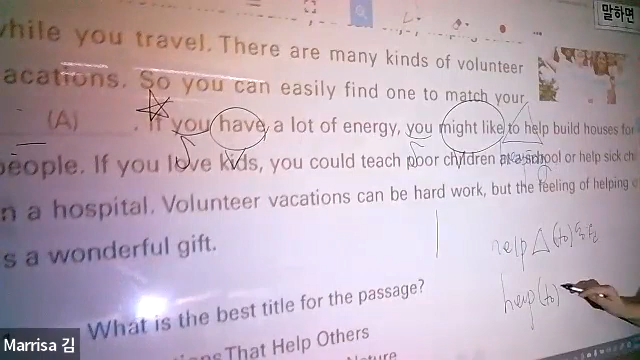 말하면
while you travel. There are many kinds of volunteer
vacations. So you can easily find one to match your
(A) . If you have a lot of energy, you might like to help build houses for
people. If you love kids, you could teach poor children at a school or help sick
in a hospital. Volunteer vacations can be hard work, but the feeling of helping
is a wonderful gift.
help (to)
help (to)
What is the best title for the passage?
That Help Others
Nature
Marrisa 김